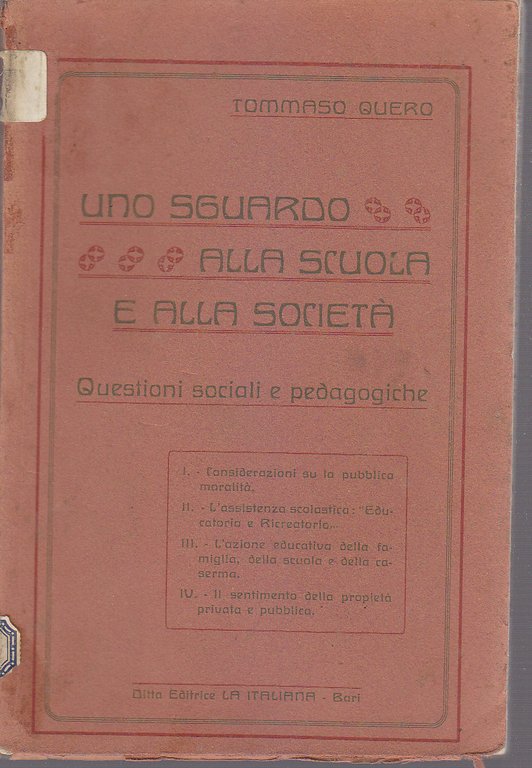 TOMMASO QUERO
UNO SGUARDO
ALLA SCUOLA
E ALLA SOCIETÀ
Questioni sociali e pedagogiche
I. - Considerazioni su la pubblica
moralità.
II. - L'assistenza scolastica: "Edu-
catorio e Ricreatorio„.
III. - L'azione educativa della fa-
miglia, della scuola e della ca-
serma.
IV. - Il sentimento della propietà
privata e pubblica.
Ditta Editrice LA ITALIANA - Bari